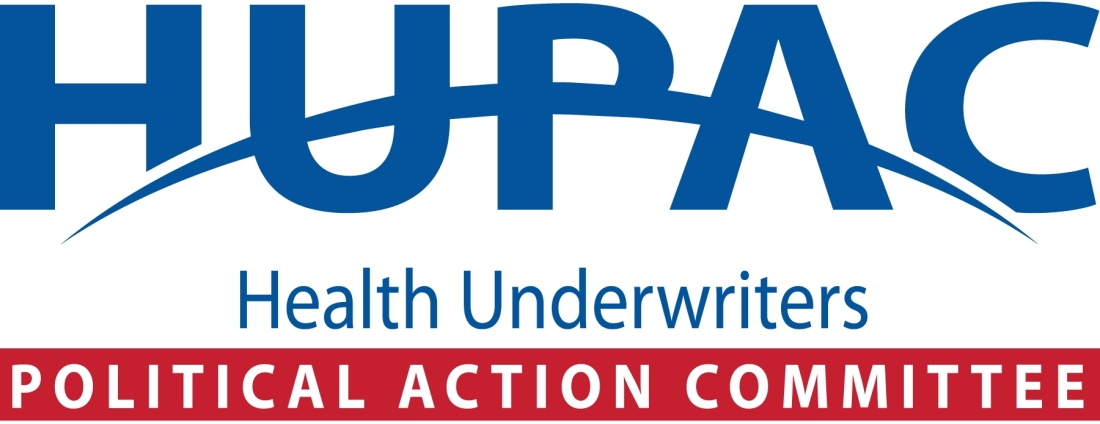 HUPAC
Health Underwriters
POLITICAL ACTION COMMITTEE